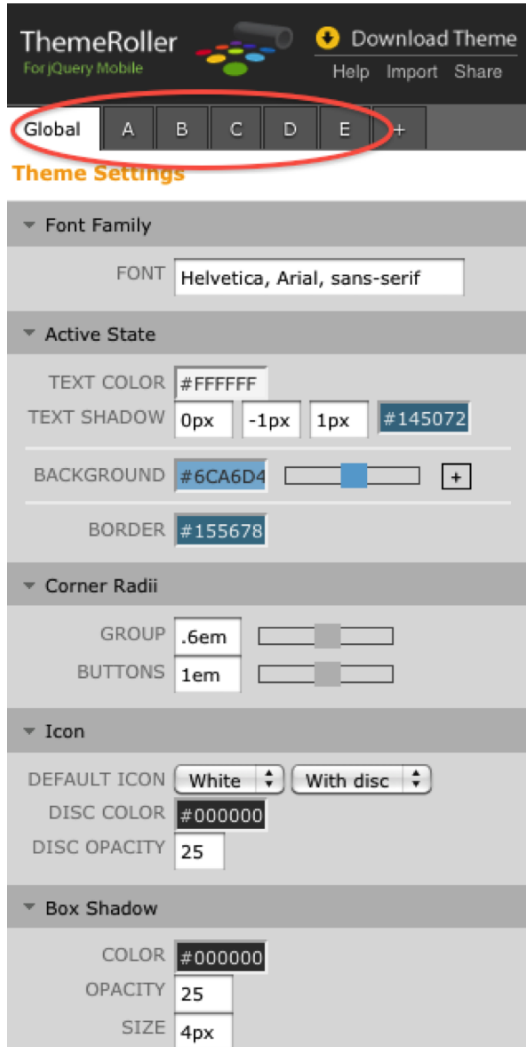 ThemeRoller
For jQuery Mobile
Download Theme
Help Import Share
Global A B C D E +
Theme Settings
Font Family
FONT Helvetica, Arial, sans-serif
Active State
TEXT COLOR #FFFFFF
TEXT SHADOW 0px -1px 1px #145072
BACKGROUND #6CA6D4 +
BORDER #155678
Corner Radii
GROUP .6em
BUTTONS 1em
Icon
DEFAULT ICON White With disc
DISC COLOR #000000
DISC OPACITY 25
Box Shadow
COLOR #000000
OPACITY 25
SIZE 4px